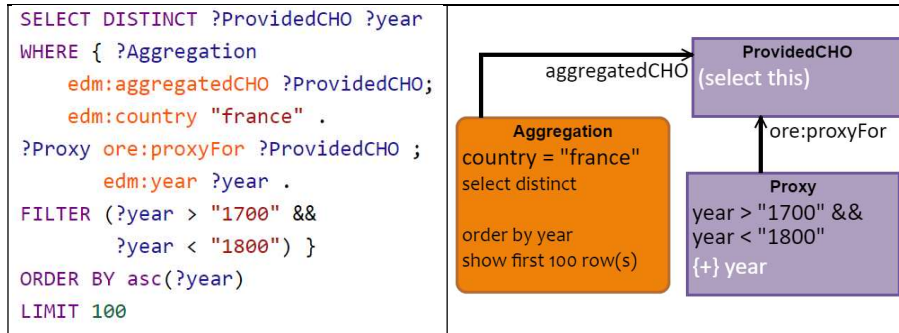 SELECT DISTINCT ?ProvidedCHO ?year
WHERE { ?Aggregation
edm:aggregatedCHO ?ProvidedCHO;
edm:country "france" .
?Proxy ore:proxyFor ?ProvidedCHO ;
edm:year ?year .
FILTER (?year > "1700" &&
?year < "1800") }
ORDER BY asc(?year)
LIMIT 100
aggregatedCHO
ProvidedCHO
(select this)
ore:proxyFor
Aggregation
country = "france"
select distinct
order by year
show first 100 row(s)
Proxy
year > "1700" &&
year < "1800"
{+} year